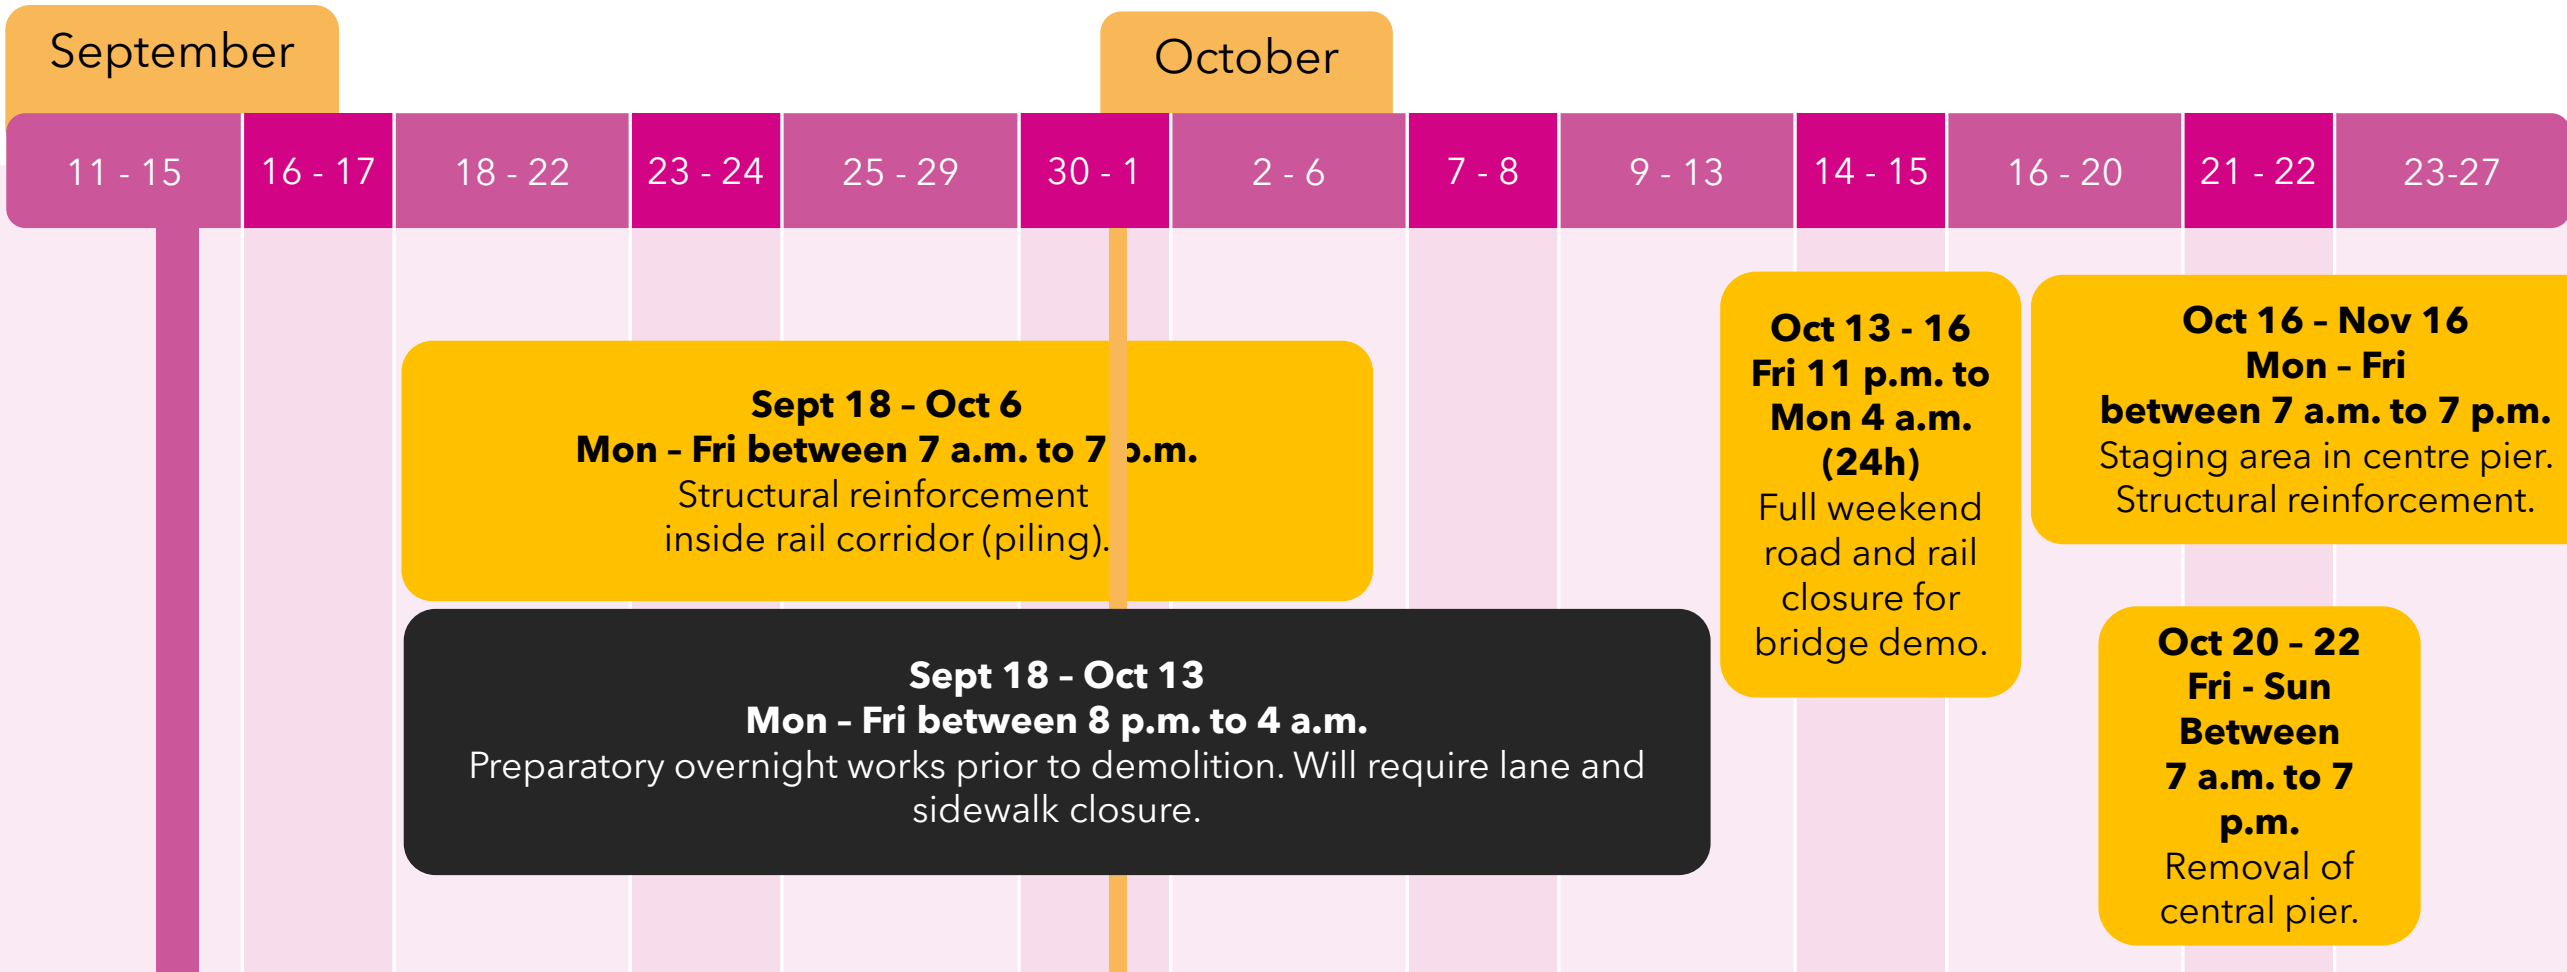 September
October
11 - 15
16 - 17
18 - 22
23 - 24
25 - 29
30 - 1
2 - 6
7 - 8
9 - 13
14 - 15
16 - 20
21 - 22
23-27
Sept 18 – Oct 6
Mon – Fri between 7 a.m. to 7 p.m.
Structural reinforcement
inside rail corridor (piling).
Sept 18 – Oct 13
Mon – Fri between 8 p.m. to 4 a.m.
Preparatory overnight works prior to demolition. Will require lane and
sidewalk closure.
Oct 13 - 16
Fri 11 p.m. to
Mon 4 a.m.
(24h)
Full weekend
road and rail
closure for
bridge demo.
Oct 16 – Nov 16
Mon – Fri
between 7 a.m. to 7 p.m.
Staging area in centre pier.
Structural reinforcement.
Oct 20 – 22
Fri - Sun
Between
7 a.m. to 7
p.m.
Removal of
central pier.